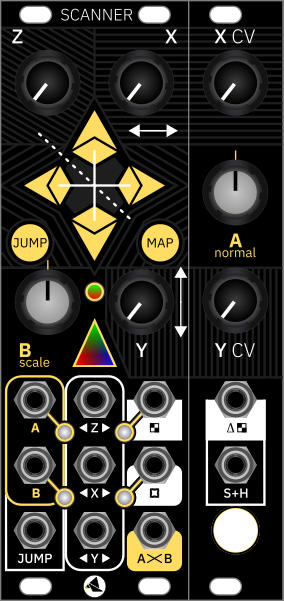 SCANNER
Z X X CV
JUMP MAP
A
normal
B
scale
Y Y CV
A Z
Δ
B X S+H
JUMP Y A B